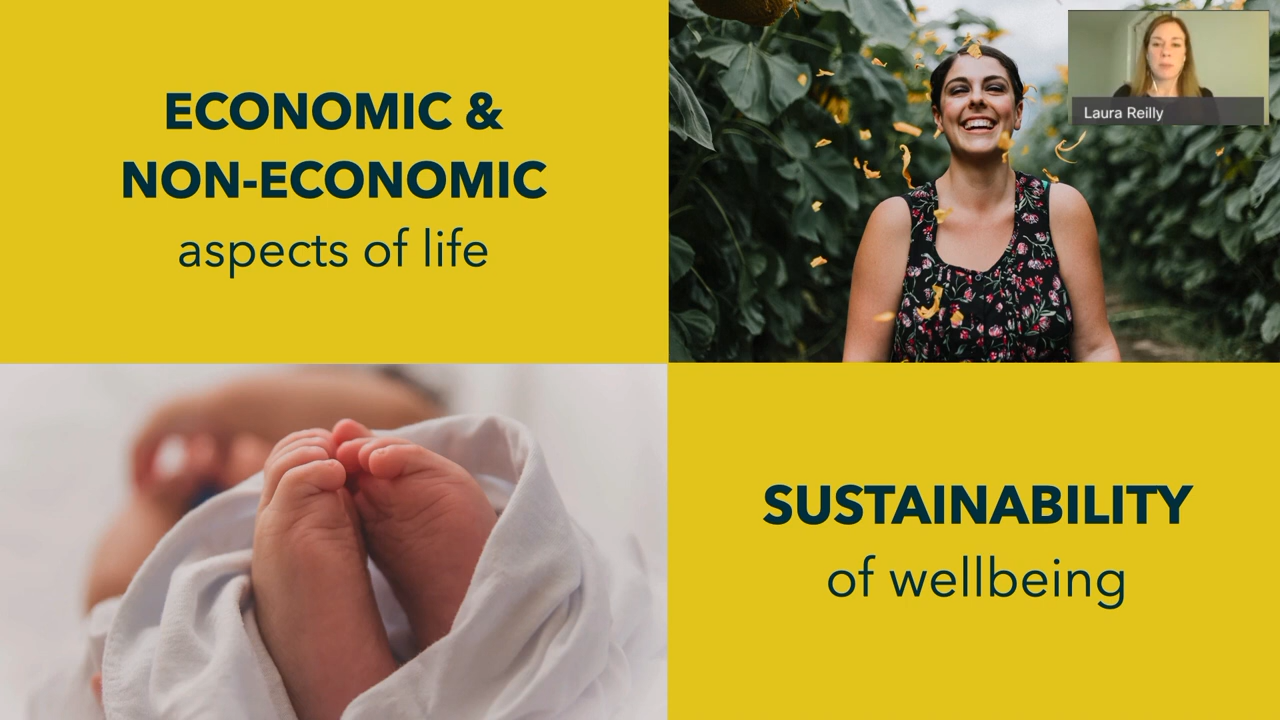 ECONOMIC &
NON-ECONOMIC
aspects of life
Laura Reilly
SUSTAINABILITY
of wellbeing